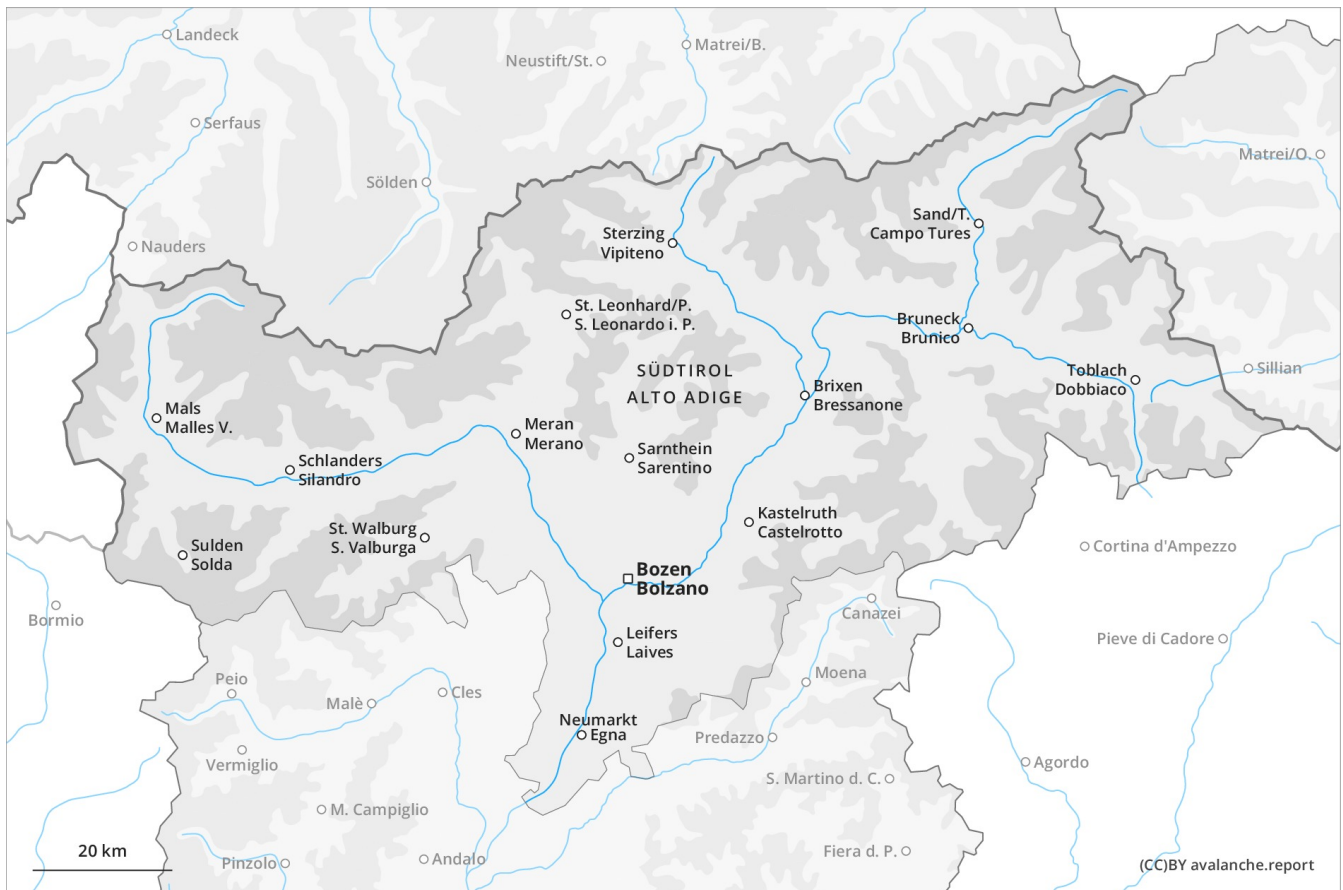 Landeck
Matrei/B.
Neustift/St.
Serfaus
Matrei/O.
Sölden
Sand/T.
Campo Tures
Sterzing
Vipiteno
Nauders
St. Leonhard/P.
S. Leonardo i. P.
Bruneck
Brunico
SÜDTIROL
ALTO ADIGE
Toblach
Dobbiaco
Sillian
Brixen
Bressanone
Mals
Malles V.
Meran
Merano
Sarnthein
Sarentino
Schlanders
Silandro
Kastelruth
Castelrotto
St. Walburg
S. Valburga
Sulden
Solda
Cortina d'Ampezzo
Bozen
Bolzano
Bormio
Canazei
Leifers
Laives
Pieve di Cadore
Peio
Moena
Malè
Cles
Neumarkt
Egna
Predazzo
Vermiglio
Agordo
S. Martino d. C.
M. Campiglio
20 km
Pinzolo
Andalo
Fiera d. P.
(CC)BY avalanche.report